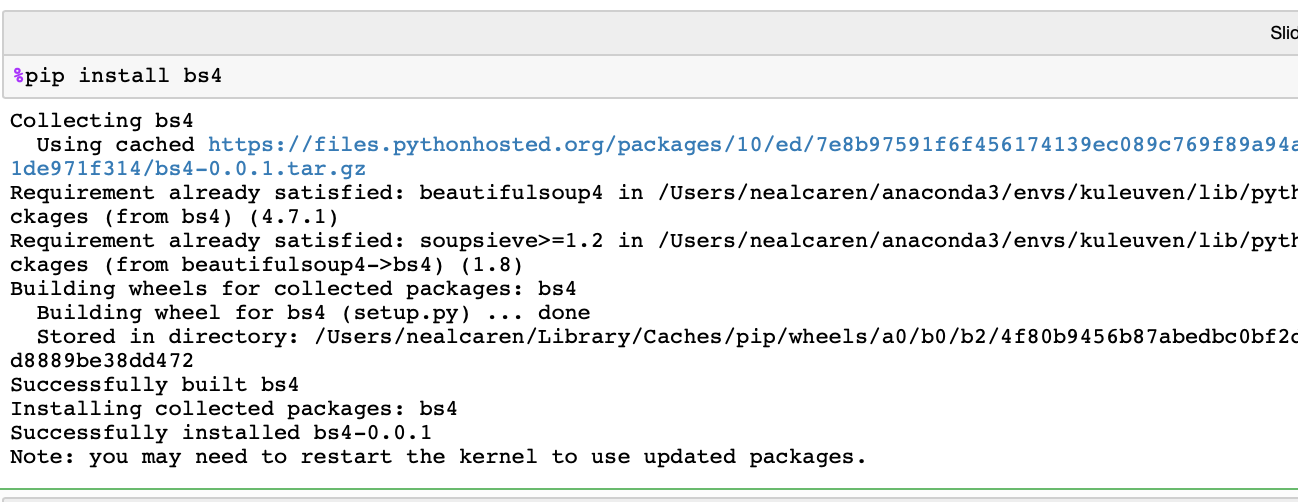 Slid
%pip install bs4
Collecting bs4
  Using cached https://files.pythonhosted.org/packages/10/ed/7e8b97591f6f456174139ec089c769f89a94a
1de971f314/bs4-0.0.1.tar.gz
Requirement already satisfied: beautifulsoup4 in /Users/nealcaren/anaconda3/envs/kuleuven/lib/pyth
ckages (from bs4) (4.7.1)
Requirement already satisfied: soupsieve>=1.2 in /Users/nealcaren/anaconda3/envs/kuleuven/lib/pyth
ckages (from beautifulsoup4->bs4) (1.8)
Building wheels for collected packages: bs4
  Building wheel for bs4 (setup.py) ... done
  Stored in directory: /Users/nealcaren/Library/Caches/pip/wheels/a0/b0/b2/4f80b9456b87abedbc0bf2d
d8889be38dd472
Successfully built bs4
Installing collected packages: bs4
Successfully installed bs4-0.0.1
Note: you may need to restart the kernel to use updated packages.